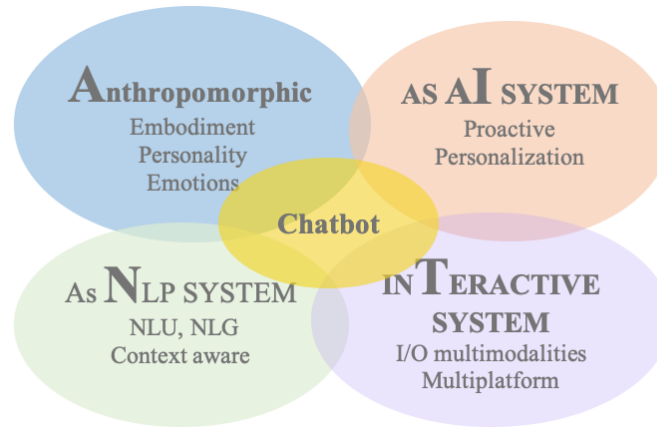 Anthropomorphic
Embodiment
Personality
Emotions
AS AI SYSTEM
Proactive
Personalization
Chatbot
As NLP SYSTEM
NLU, NLG
Context aware
INTERACTIVE
SYSTEM
I/O multimodalities
Multiplatform